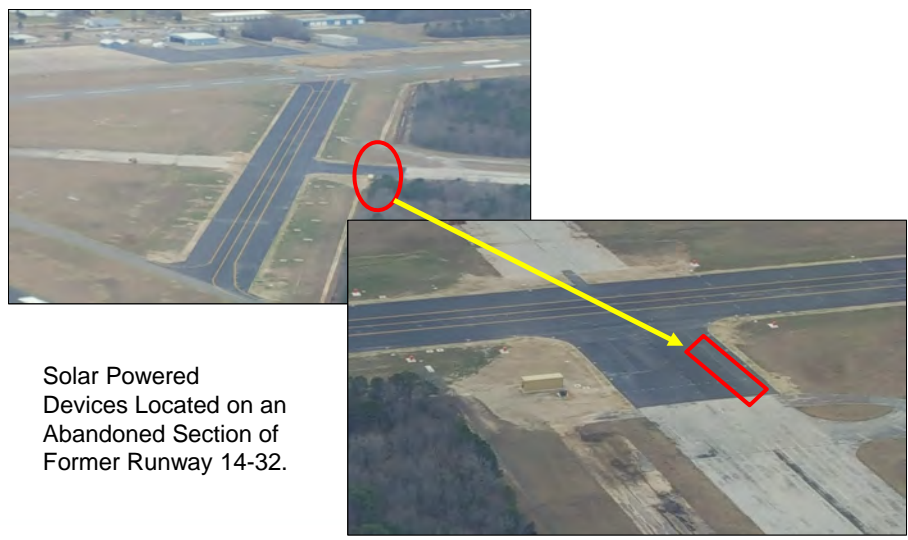 Solar Powered
Devices Located on an
Abandoned Section of
Former Runway 14-32.